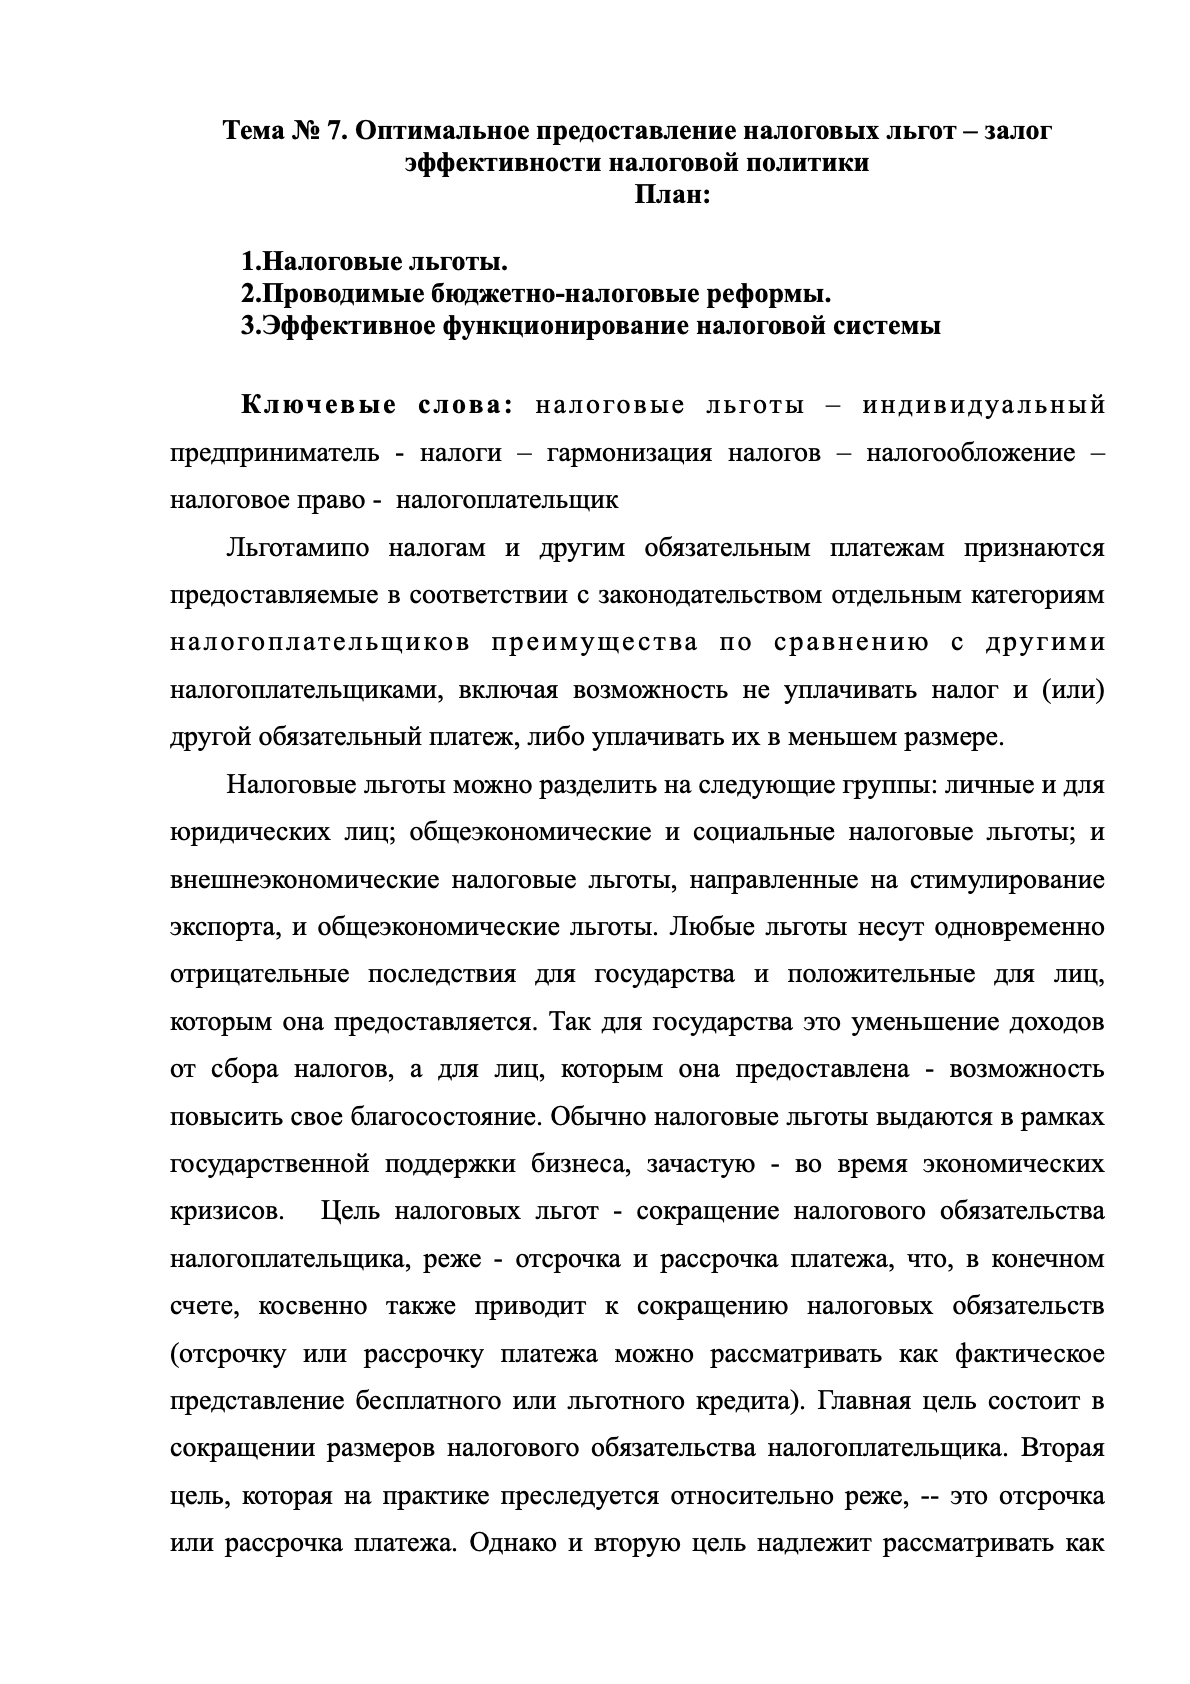 Тема № 7. Оптимальное предоставление налоговых льгот – залог
эффективности налоговой политики
План:
1.Налоговые льготы.
2.Проводимые бюджетно-налоговые реформы.
3.Эффективное функционирование налоговой системы
Ключевые слова: налоговые льготы – индивидуальный
предприниматель - налоги – гармонизация налогов – налогообложение –
налоговое право - налогоплательщик
Льготамипо налогам и другим обязательным платежам признаются
предоставляемые в соответствии с законодательством отдельным категориям
налогоплательщиков преимущества по сравнению с другими
налогоплательщиками, включая возможность не уплачивать налог и (или)
другой обязательный платеж, либо уплачивать их в меньшем размере.
Налоговые льготы можно разделить на следующие группы: личные и для
юридических лиц; общеэкономические и социальные налоговые льготы; и
внешнеэкономические налоговые льготы, направленные на стимулирование
экспорта, и общеэкономические льготы. Любые льготы несут одновременно
отрицательные последствия для государства и положительные для лиц,
которым она предоставляется. Так для государства это уменьшение доходов
от сбора налогов, а для лиц, которым она предоставлена - возможность
повысить свое благосостояние. Обычно налоговые льготы выдаются в рамках
государственной поддержки бизнеса, зачастую - во время экономических
кризисов. Цель налоговых льгот - сокращение налогового обязательства
налогоплательщика, реже - отсрочка и рассрочка платежа, что, в конечном
счете, косвенно также приводит к сокращению налоговых обязательств
(отсрочку или рассрочку платежа можно рассматривать как фактическое
представление бесплатного или льготного кредита). Главная цель состоит в
сокращении размеров налогового обязательства налогоплательщика. Вторая
цель, которая на практике преследуется относительно реже, -- это отсрочка
или рассрочка платежа. Однако и вторую цель надлежит рассматривать как